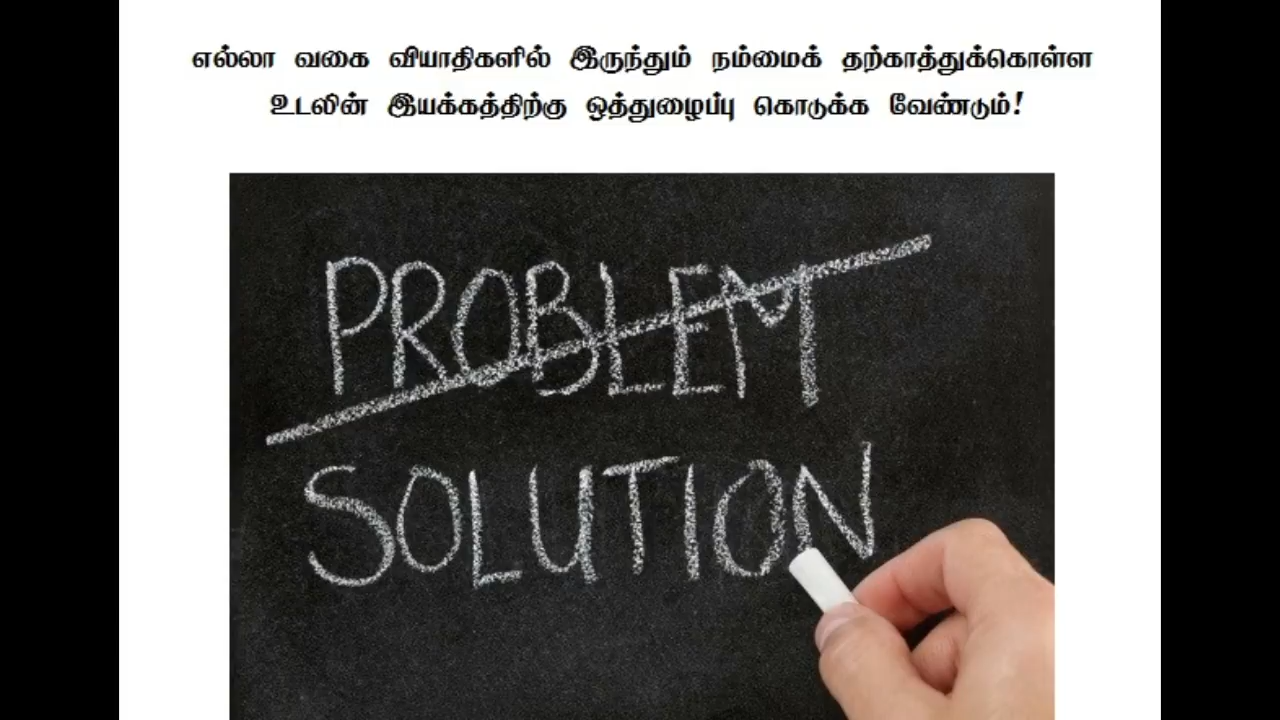 எல்லா வகை வியாதிகளில் இருந்தும் நம்மைக் தற்காத்துக்கொள்ள
உடலின் இயக்கத்திற்கு ஒத்துழைப்பு கொடுக்க வேண்டும்!
PROBLEM
SOLUTION